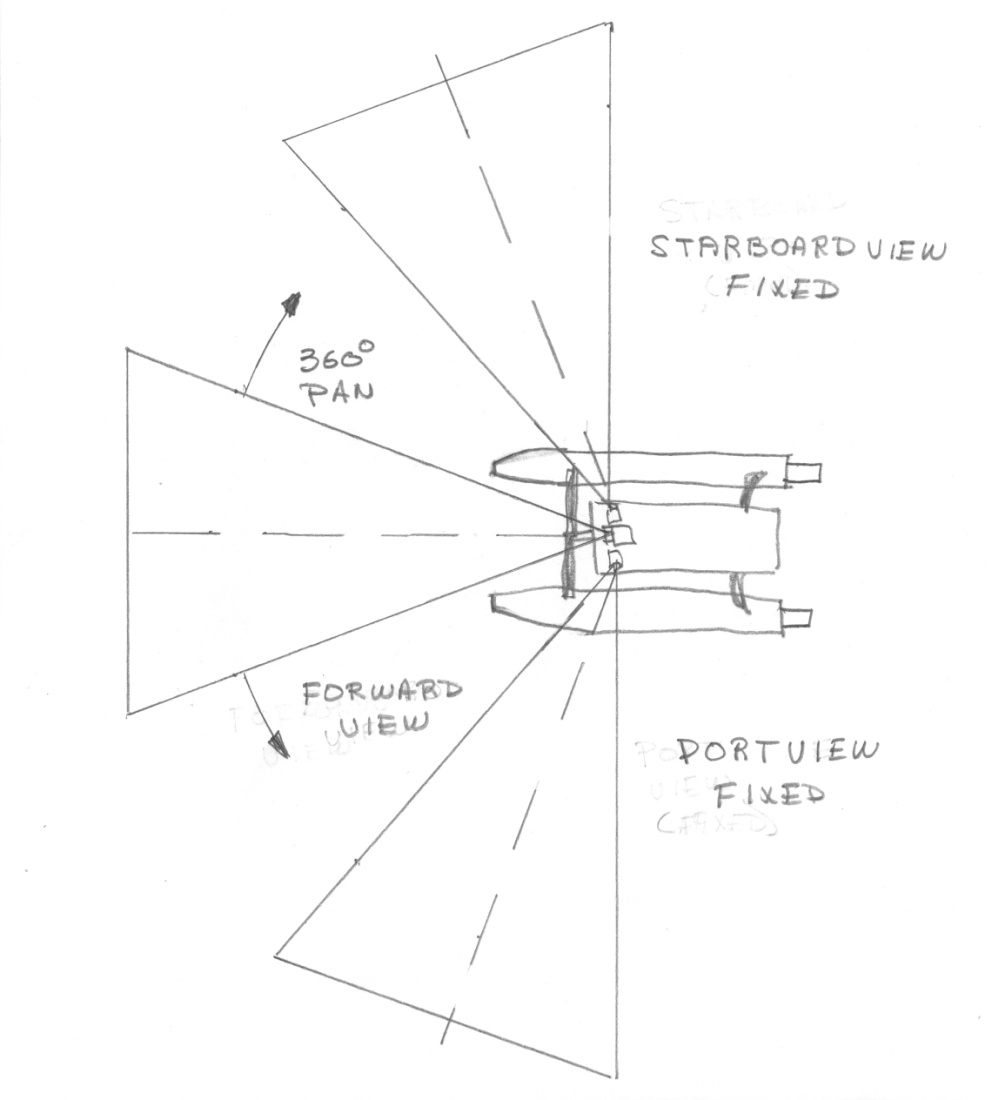 STARBOARD VIEW
FIXED
360°
PAN
FORWARD
VIEW
PORT VIEW
FIXED